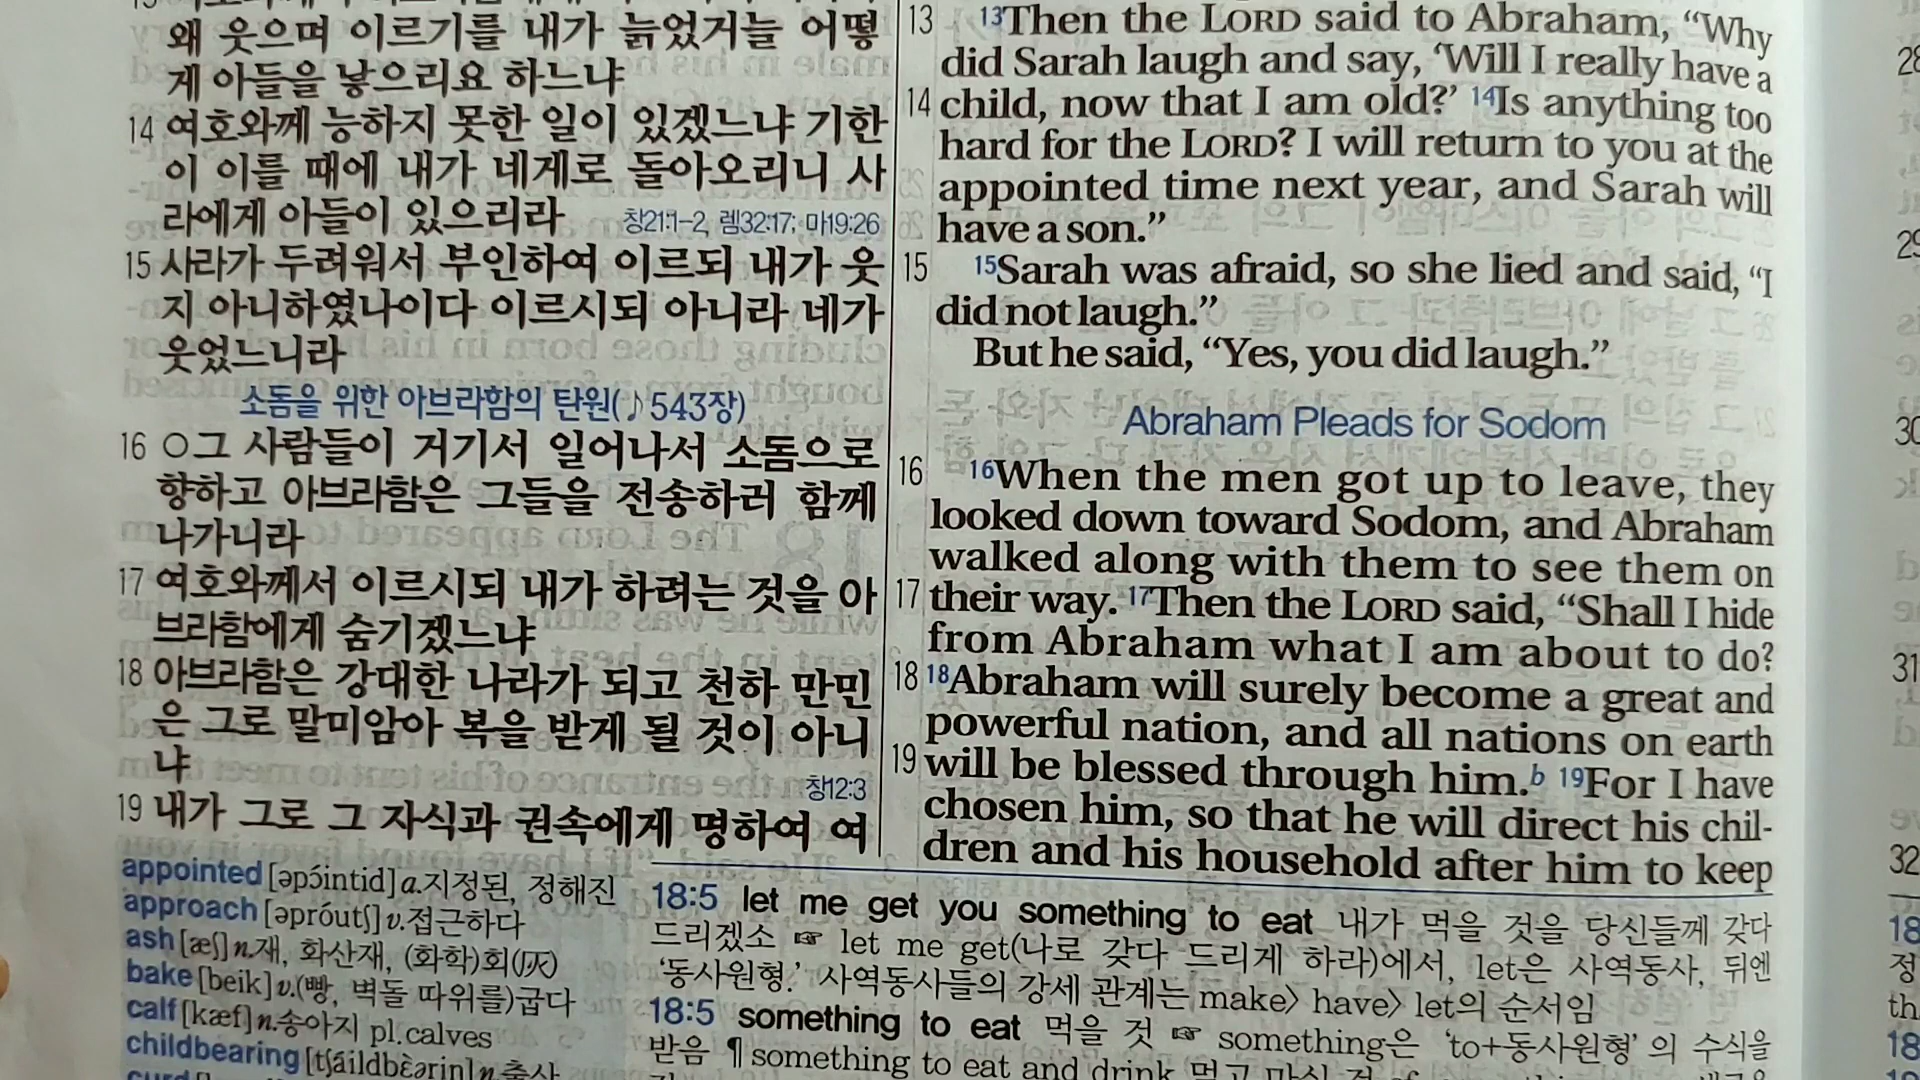 왜 웃으며 이르기를 내가 늙었거늘 어떻
게 아들을 낳으리요 하느냐
14 여호와께 능하지 못한 일이 있겠느냐 기한
이 이를 때에 내가 네게로 돌아오리니 사
라에게 아들이 있으리라 창21:1-2, 렘32:17; 마19:26
15 사라가 두려워서 부인하여 이르되 내가 웃
지 아니하였나이다 이르시되 아니라 네가
웃었느니라
소돔을 위한 아브라함의 탄원(♪543장)
16 ○그 사람들이 거기서 일어나서 소돔으로
향하고 아브라함은 그들을 전송하러 함께
나가니라
17 여호와께서 이르시되 내가 하려는 것을 아
브라함에게 숨기겠느냐
18 아브라함은 강대한 나라가 되고 천하 만민
은 그로 말미암아 복을 받게 될 것이 아니
냐 창12:3
19 내가 그로 그 자식과 권속에게 명하여 여
13 13Then the LORD said to Abraham, “Why
did Sarah laugh and say, ‘Will I really have a
14 child, now that I am old?’ 14Is anything too
hard for the LORD? I will return to you at the
appointed time next year, and Sarah will
have a son.”
15 15Sarah was afraid, so she lied and said, “I
did not laugh.”
But he said, “Yes, you did laugh.”
Abraham Pleads for Sodom
16 16When the men got up to leave, they
looked down toward Sodom, and Abraham
walked along with them to see them on
17 their way. 17Then the LORD said, “Shall I hide
from Abraham what I am about to do?
18 18Abraham will surely become a great and
powerful nation, and all nations on earth
19 will be blessed through him.b 19For I have
chosen him, so that he will direct his chil-
dren and his household after him to keep
appointed [əpɔ́intid] a.지정된, 정해진
approach [əpróutʃ] v.접근하다
ash [æʃ] n.재, 화산재, (화학)회(灰)
bake [beik] v.(빵, 벽돌 따위를)굽다
calf [kæf] n.송아지 pl.calves
childbearing [tʃáildbɛ̀əriŋ] n.출산
18:5 let me get you something to eat 내가 먹을 것을 당신들께 갖다
드리겠소 ☞ let me get(나로 갖다 드리게 하라)에서, let은 사역동사, 뒤엔
‘동사원형.’ 사역동사들의 강세 관계는 make> have> let의 순서임
18:5 something to eat 먹을 것 ☞ something은 ‘to+동사원형’의 수식을
받음 ¶ something to eat and drink 먹고 마실 것
28
29
30
31
32
18
정
th
18